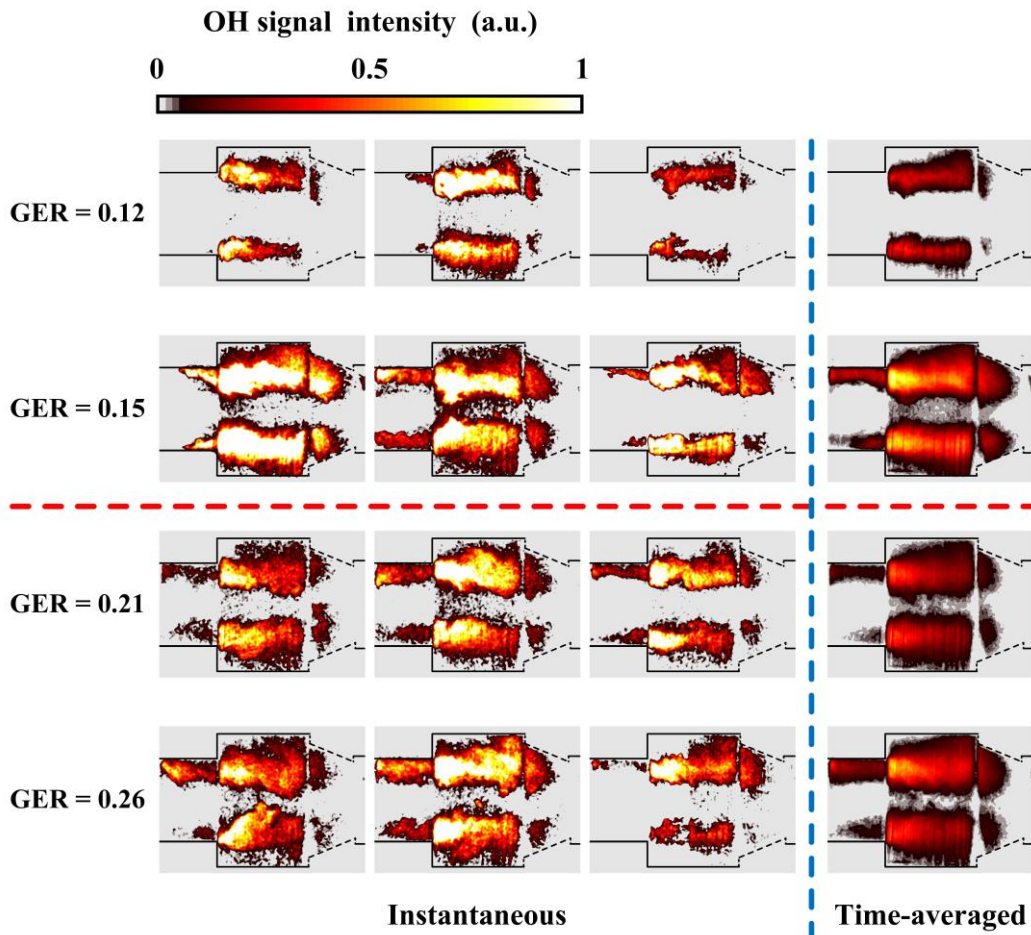 OH signal intensity (a.u.)
0 0.5 1
GER = 0.12
GER = 0.15
GER = 0.21
GER = 0.26
Instantaneous Time-averaged